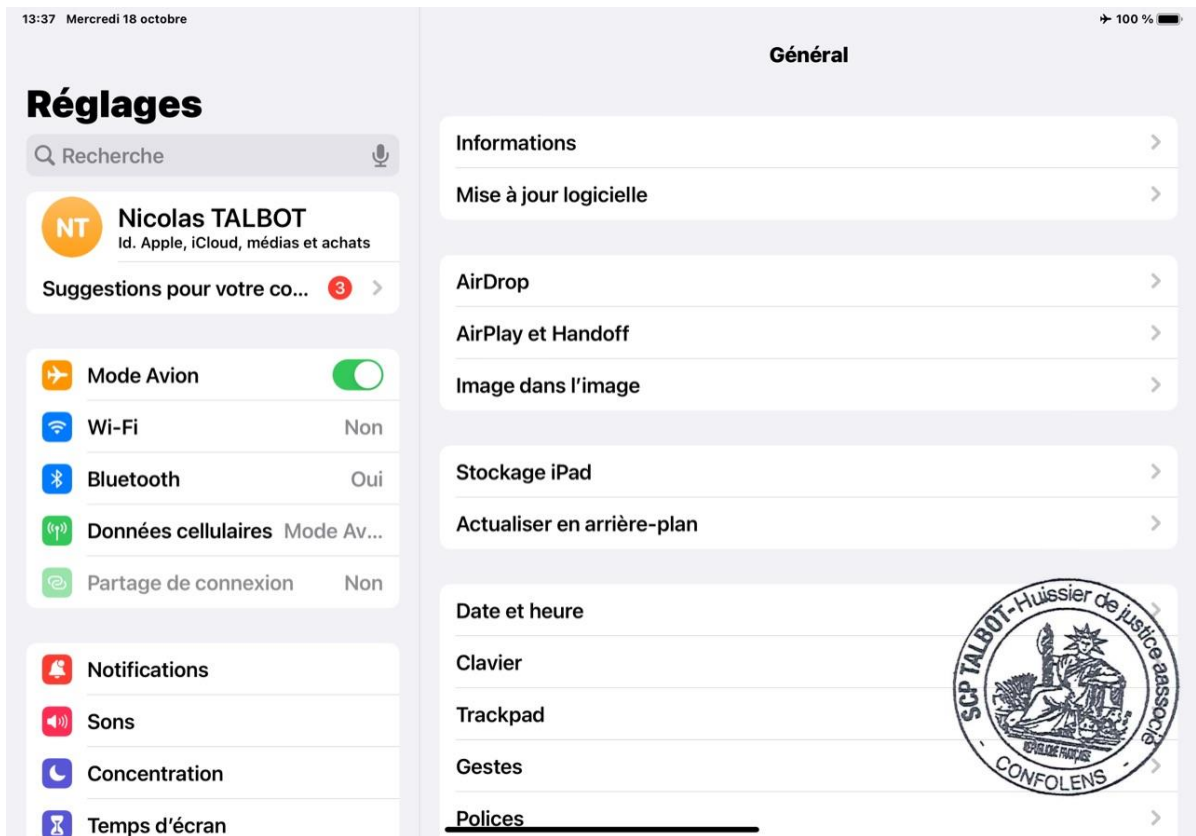 13:37 Mercredi 18 octobre
100 %
Réglages
Recherche
NT
Nicolas TALBOT
Id. Apple, iCloud, médias et achats
Suggestions pour votre co... 3
Mode Avion
Wi-Fi Non
Bluetooth Oui
Données cellulaires Mode Av...
Partage de connexion Non
Notifications
Sons
Concentration
Temps d'écran
Général
Informations
Mise à jour logicielle
AirDrop
AirPlay et Handoff
Image dans l'image
Stockage iPad
Actualiser en arrière-plan
Date et heure
Clavier
Trackpad
Gestes
Polices
SCP TALBOT-Huissier de justice aassocié
REPUBLIQUE FRANÇAISE
- CONFOLENS -